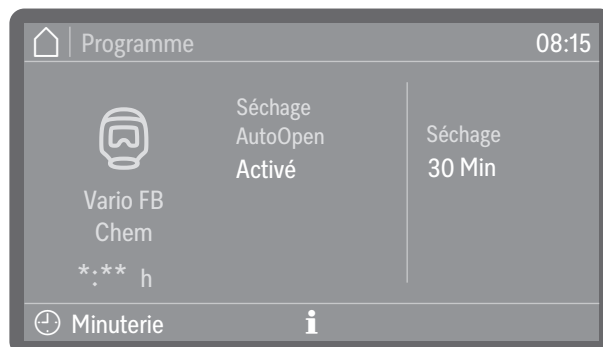 Programme
08:15
Vario FB
Chem
*:** h
Séchage
AutoOpen
Activé
Séchage
30 Min
Minuterie
i